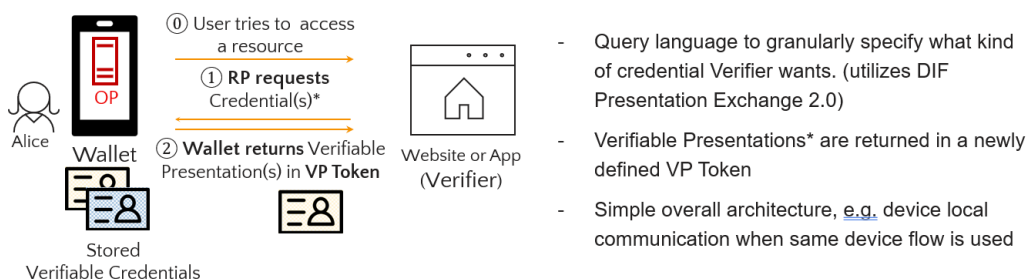 ⓪ User tries to access
a resource
① RP requests
Credential(s)*
② Wallet returns Verifiable
Presentation(s) in VP Token
OP
Alice
Wallet
Stored
Verifiable Credentials
Website or App
(Verifier)
- Query language to granularly specify what kind
of credential Verifier wants. (utilizes DIF
Presentation Exchange 2.0)
- Verifiable Presentations* are returned in a newly
defined VP Token
- Simple overall architecture, e.g. device local
communication when same device flow is used